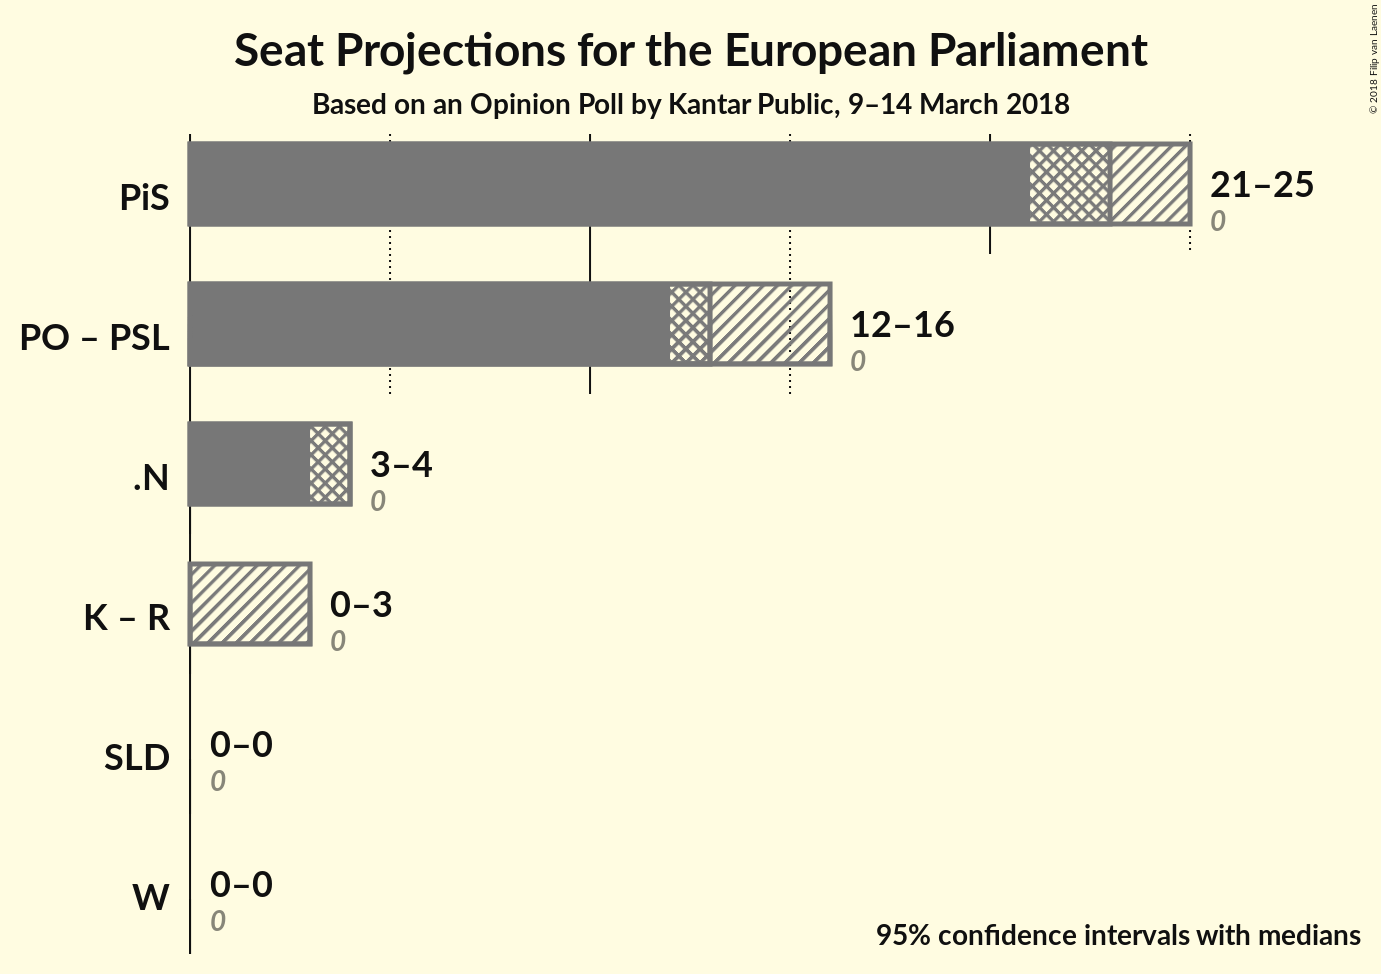 Seat Projections for the European Parliament
Based on an Opinion Poll by Kantar Public, 9–14 March 2018
© 2018 Filip van Laenen
PiS
21–25
0
PO – PSL
12–16
0
.N
3–4
0
K – R
0–3
0
SLD
0–0
0
W
0–0
0
95% confidence intervals with medians